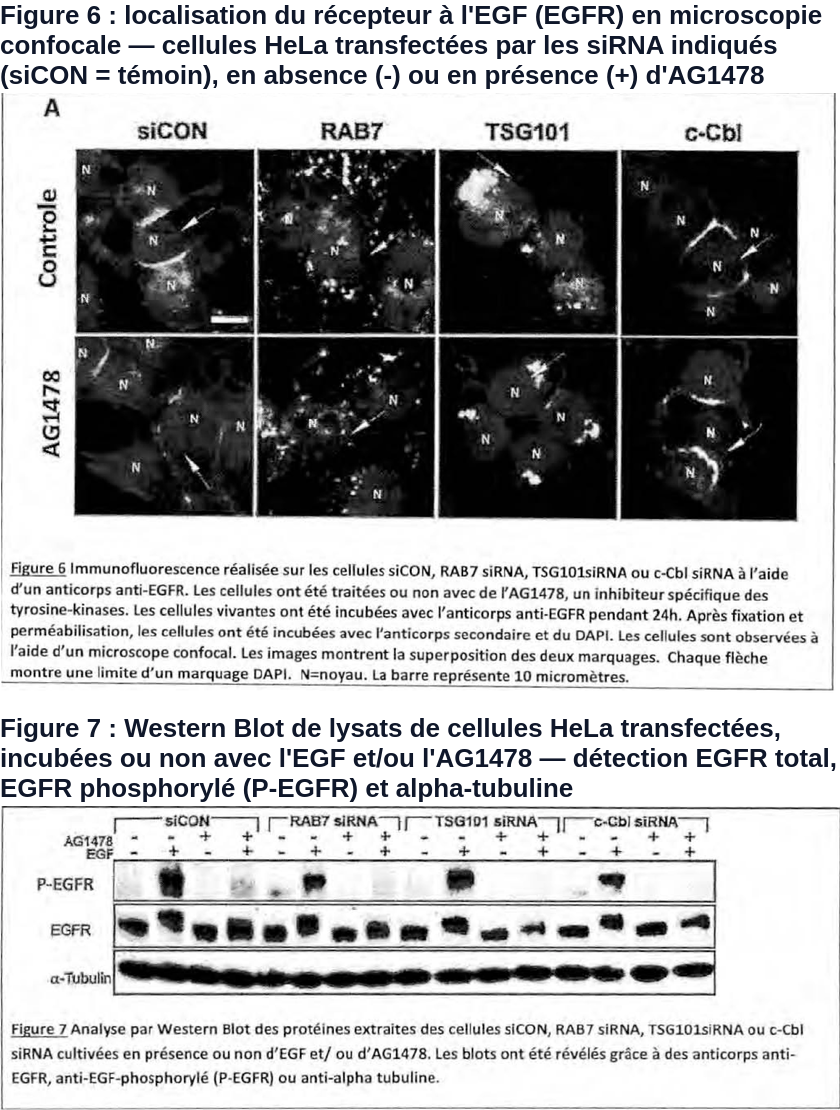 Figure 6 : localisation du récepteur à l'EGF (EGFR) en microscopie
confocale — cellules HeLa transfectées par les siRNA indiqués
(siCON = témoin), en absence (-) ou en présence (+) d'AG1478
A
siCON RAB7 TSG101 c-Cbl
Controle
N N N N N
N N N
N N N
N N N N N N
AG1478
N N N N N N
N N N
N N N N
N N N
Figure 6 Immunofluorescence réalisée sur les cellules siCON, RAB7 siRNA, TSG101siRNA ou c-Cbl siRNA à l'aide
d'un anticorps anti-EGFR. Les cellules ont été traitées ou non avec de l'AG1478, un inhibiteur spécifique des
tyrosine-kinases. Les cellules vivantes ont été incubées avec l'anticorps anti-EGFR pendant 24h. Après fixation et
perméabilisation, les cellules ont été incubées avec l'anticorps secondaire et du DAPI. Les cellules sont observées à
l'aide d'un microscope confocal. Les images montrent la superposition des deux marquages. Chaque flèche
montre une limite d'un marquage DAPI. N=noyau. La barre représente 10 micromètres.
Figure 7 : Western Blot de lysats de cellules HeLa transfectées,
incubées ou non avec l'EGF et/ou l'AG1478 — détection EGFR total,
EGFR phosphorylé (P-EGFR) et alpha-tubuline
siCON RAB7 siRNA TSG101 siRNA c-Cbl siRNA
AG1478 - - + + - - + + - - + + - - + +
EGF - + - + - + - + - + - + - + - +
P-EGFR
EGFR
α-Tubulin
Figure 7 Analyse par Western Blot des protéines extraites des cellules siCON, RAB7 siRNA, TSG101siRNA ou c-Cbl
siRNA cultivées en présence ou non d'EGF et/ ou d'AG1478. Les blots ont été révélés grâce à des anticorps anti-
EGFR, anti-EGF-phosphorylé (P-EGFR) ou anti-alpha tubuline.